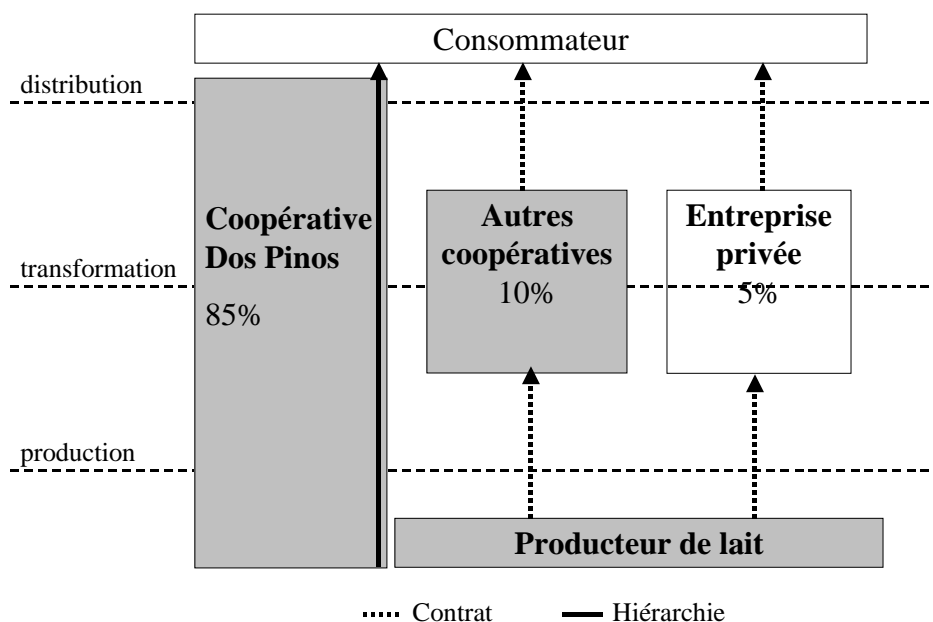 Consommateur
distribution
Coopérative
Dos Pinos
85%
Autres
coopératives
10%
Entreprise
privée
5%
transformation
production
Producteur de lait
Contrat
Hiérarchie